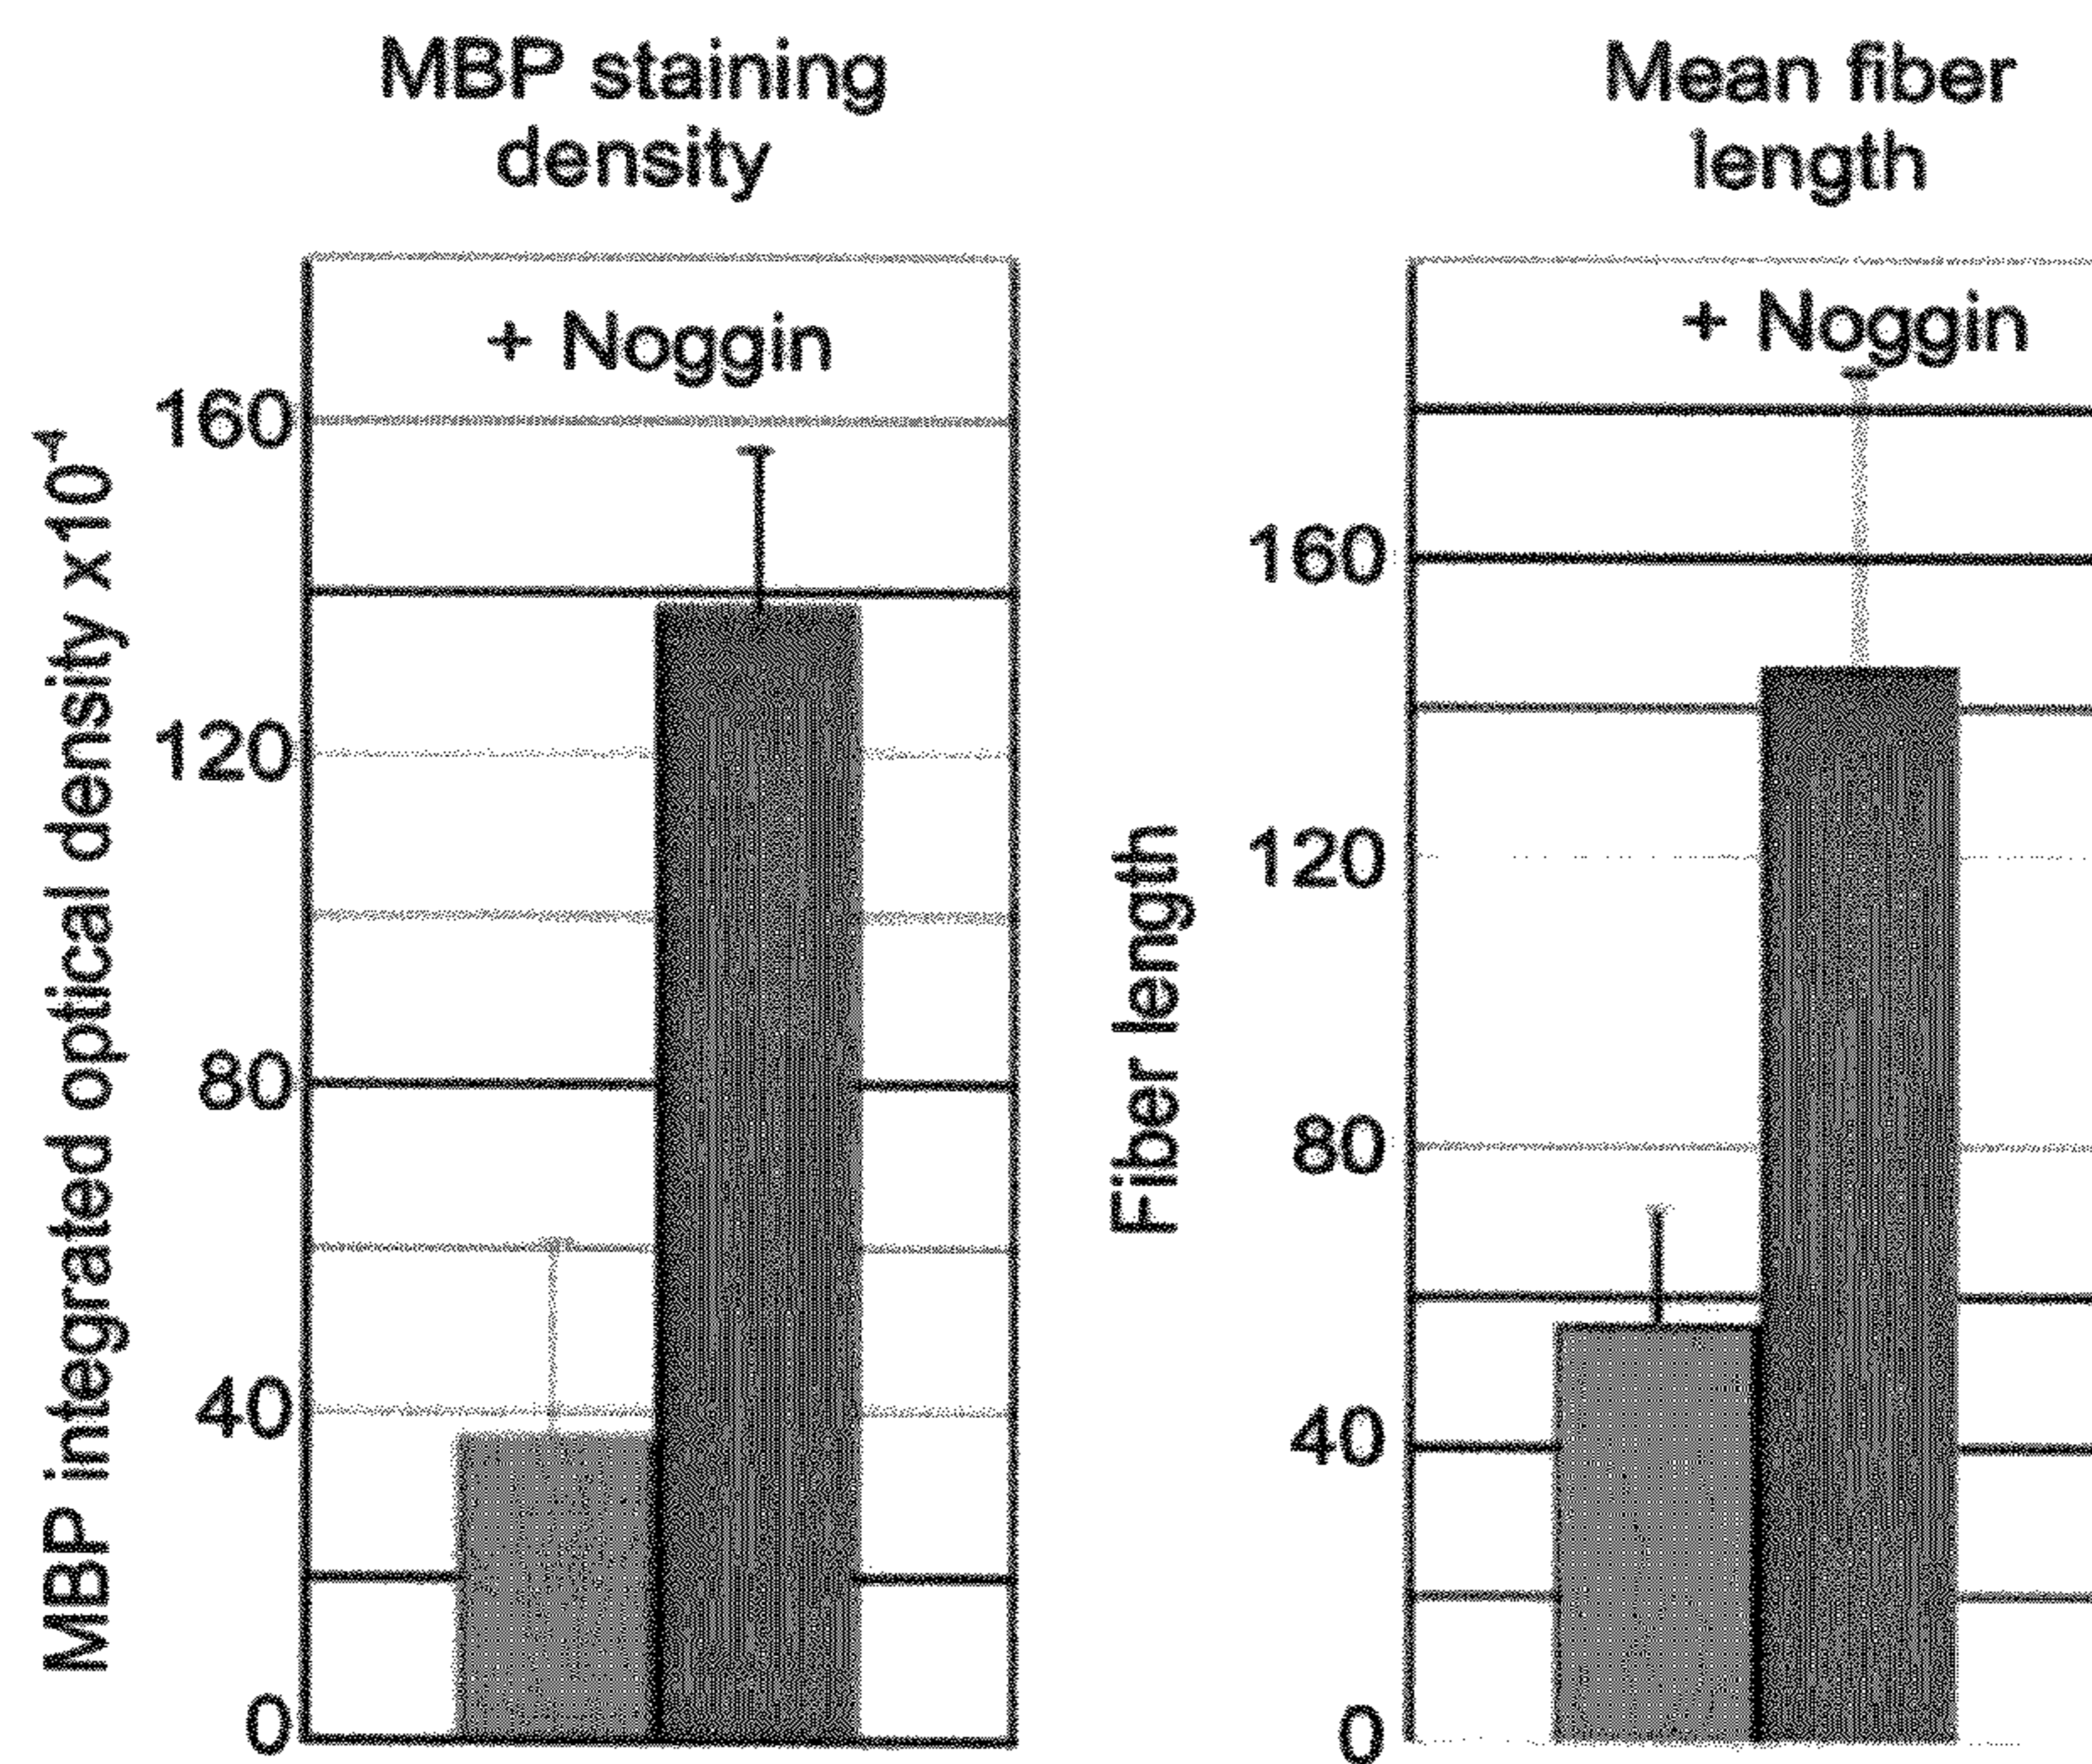 MBP staining
density
+ Noggin
MBP integrated optical density x10⁻⁴
160
120
80
40
0
Mean fiber
length
+ Noggin
Fiber length
160
120
80
40
0